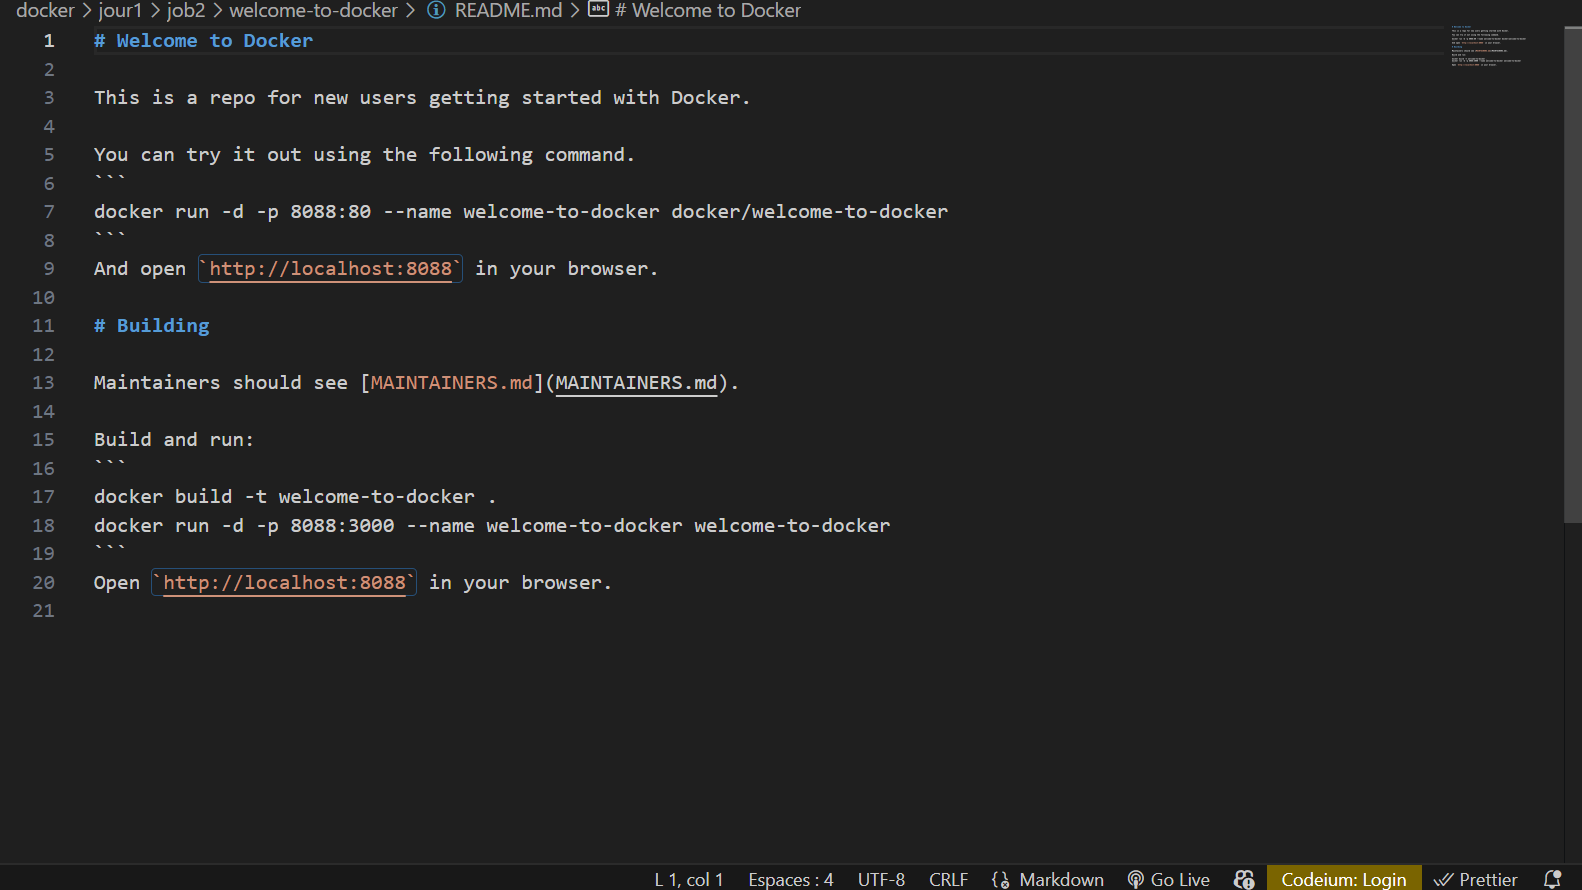 docker > jour1 > job2 > welcome-to-docker > README.md > # Welcome to Docker
1 # Welcome to Docker
2
3 This is a repo for new users getting started with Docker.
4
5 You can try it out using the following command.
6 ```
7 docker run -d -p 8088:80 --name welcome-to-docker docker/welcome-to-docker
8 ```
9 And open `http://localhost:8088` in your browser.
10
11 # Building
12
13 Maintainers should see [MAINTAINERS.md](MAINTAINERS.md).
14
15 Build and run:
16 ```
17 docker build -t welcome-to-docker .
18 docker run -d -p 8088:3000 --name welcome-to-docker welcome-to-docker
19 ```
20 Open `http://localhost:8088` in your browser.
21
L 1, col 1 Espaces : 4 UTF-8 CRLF Markdown Go Live Codeium: Login Prettier